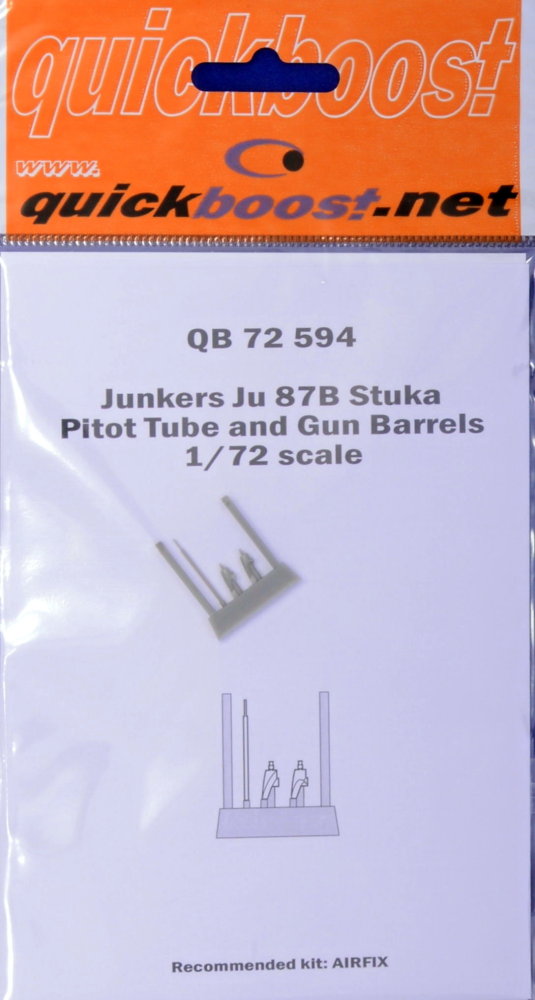 quickboost
www.
quickboost.net
QB 72 594
Junkers Ju 87B Stuka
Pitot Tube and Gun Barrels
1/72 scale
Recommended kit: AIRFIX